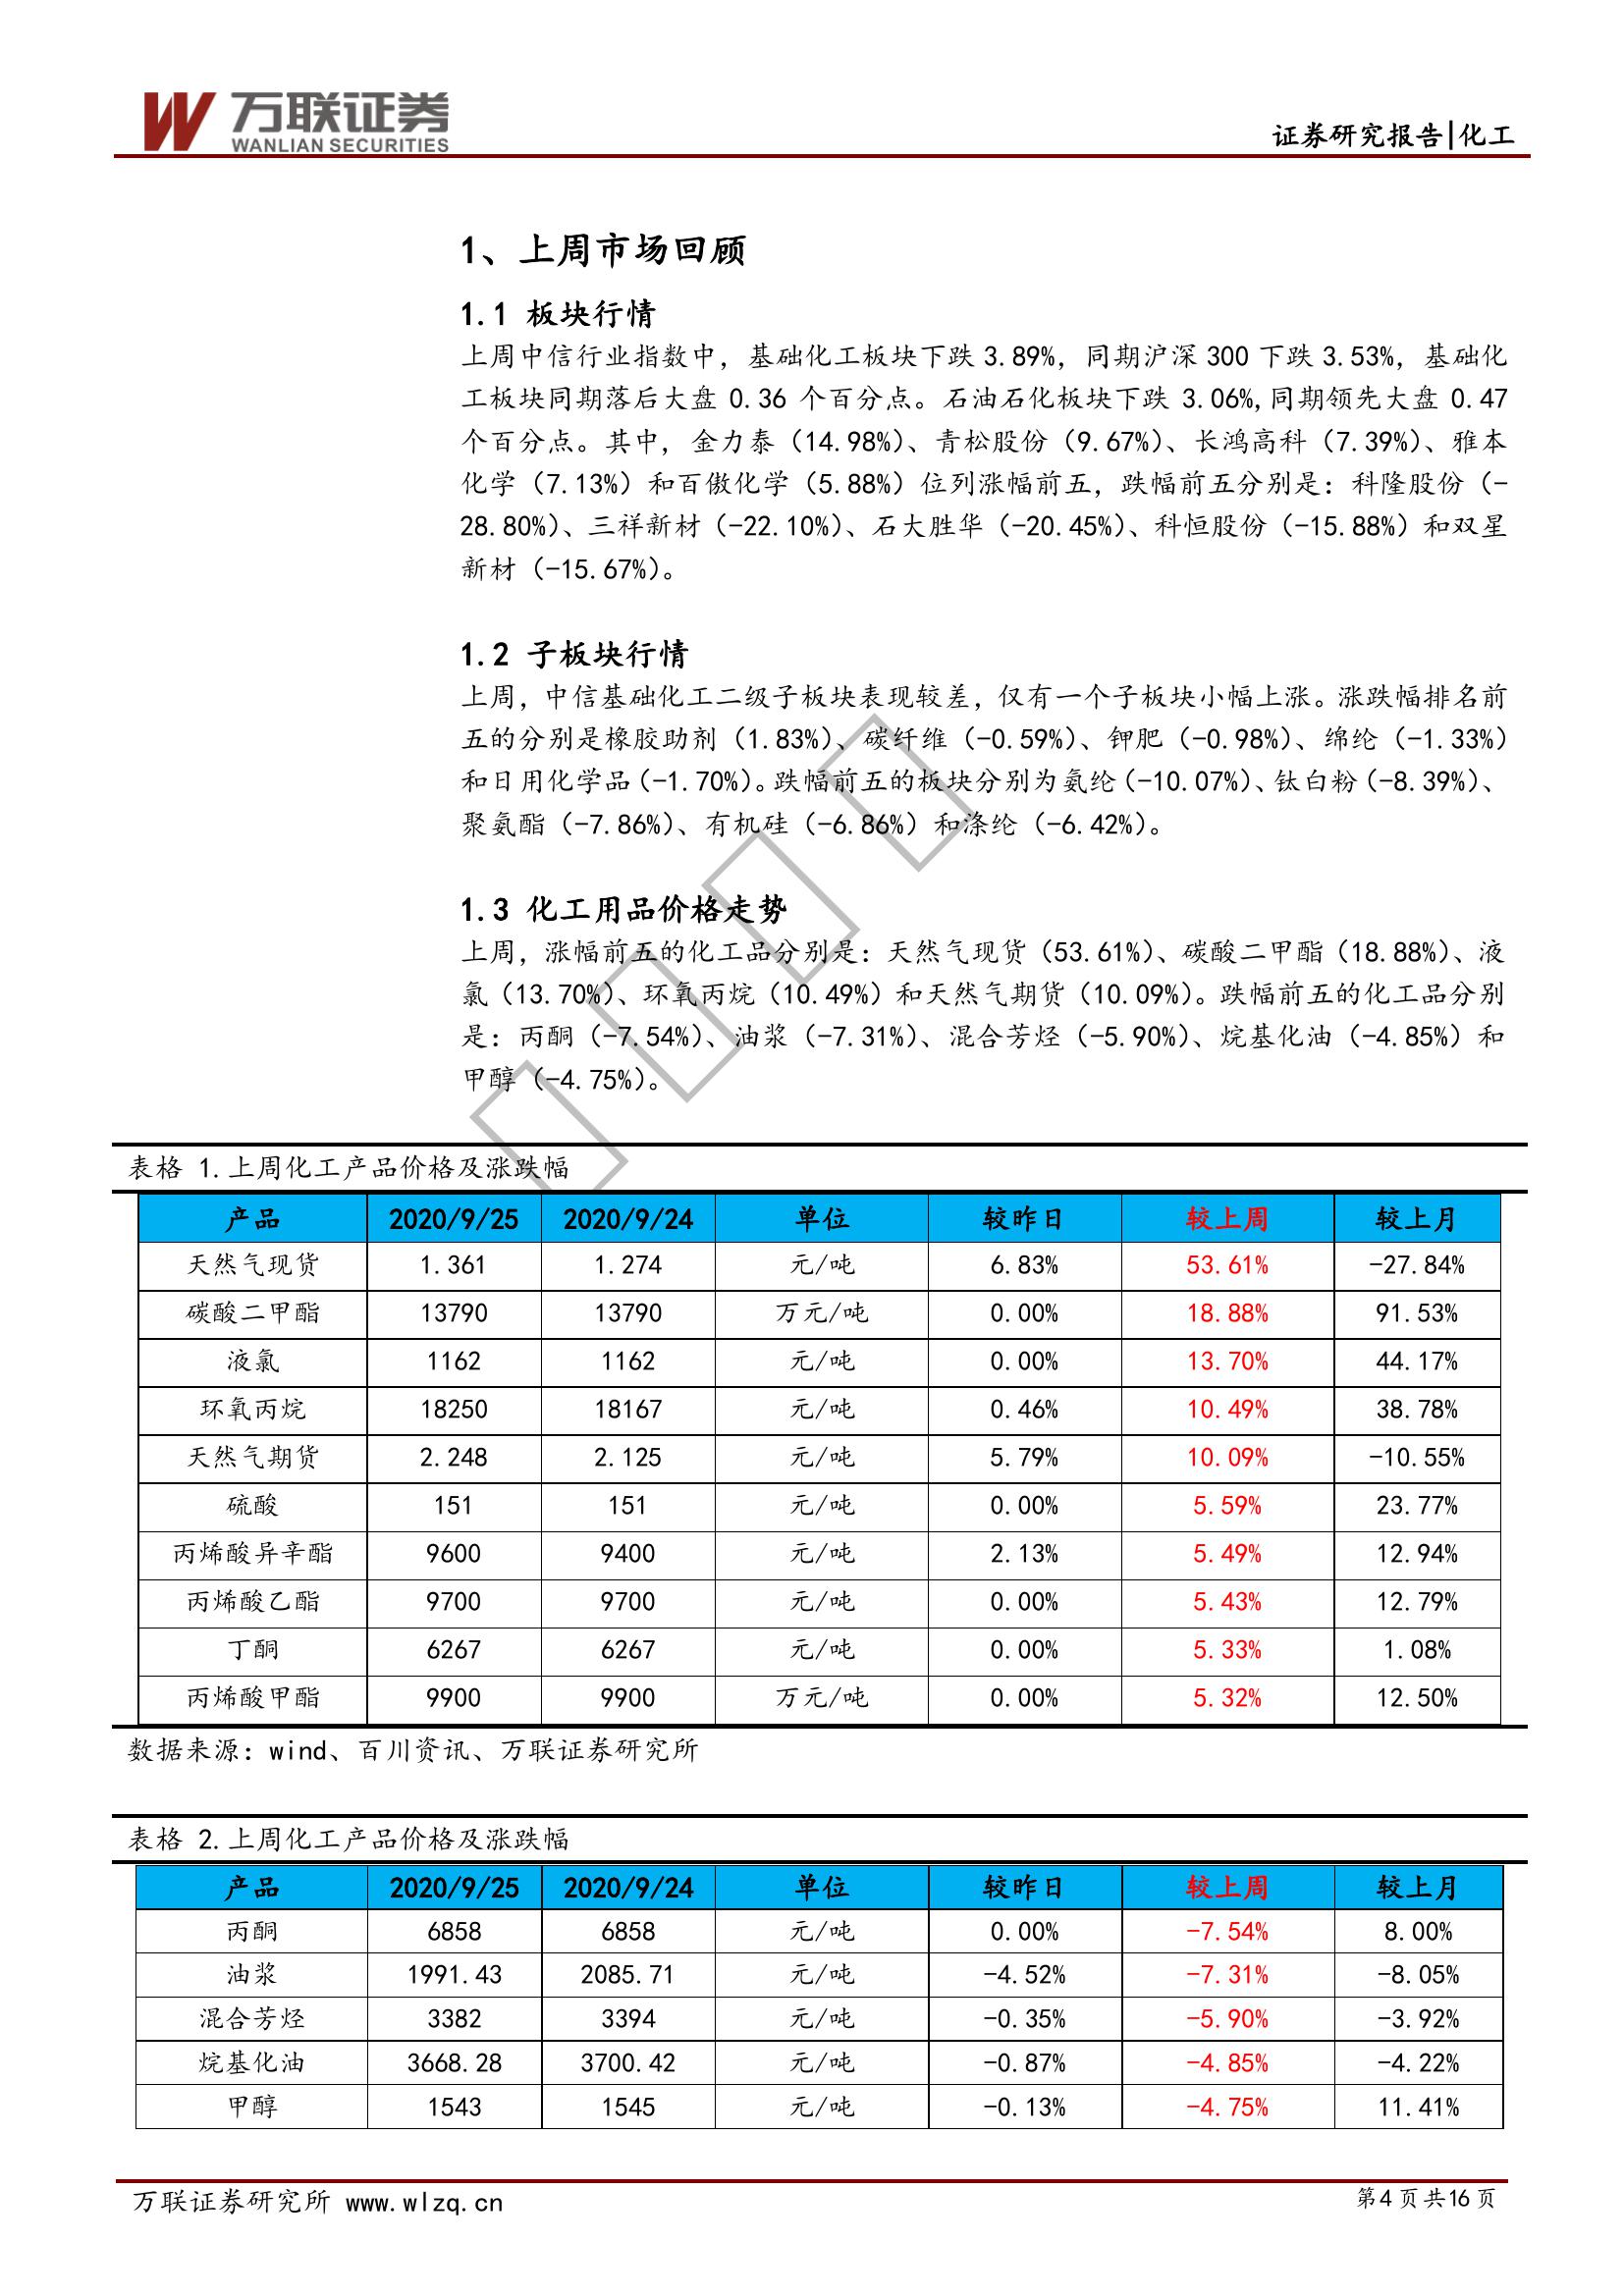 万联证券
WANLIAN SECURITIES
证券研究报告|化工
1、上周市场回顾
1.1 板块行情
上周中信行业指数中，基础化工板块下跌 3.89%，同期沪深 300 下跌 3.53%，基础化
工板块同期落后大盘 0.36 个百分点。石油石化板块下跌 3.06%,同期领先大盘 0.47
个百分点。其中，金力泰（14.98%）、青松股份（9.67%）、长鸿高科（7.39%）、雅本
化学（7.13%）和百傲化学（5.88%）位列涨幅前五，跌幅前五分别是：科隆股份（-
28.80%）、三祥新材（-22.10%）、石大胜华（-20.45%）、科恒股份（-15.88%）和双星
新材（-15.67%）。
1.2 子板块行情
上周，中信基础化工二级子板块表现较差，仅有一个子板块小幅上涨。涨跌幅排名前
五的分别是橡胶助剂（1.83%）、碳纤维（-0.59%）、钾肥（-0.98%）、绵纶（-1.33%）
和日用化学品（-1.70%）。跌幅前五的板块分别为氨纶（-10.07%）、钛白粉（-8.39%）、
聚氨酯（-7.86%）、有机硅（-6.86%）和涤纶（-6.42%）。
1.3 化工用品价格走势
上周，涨幅前五的化工品分别是：天然气现货（53.61%）、碳酸二甲酯（18.88%）、液
氯（13.70%）、环氧丙烷（10.49%）和天然气期货（10.09%）。跌幅前五的化工品分别
是：丙酮（-7.54%）、油浆（-7.31%）、混合芳烃（-5.90%）、烷基化油（-4.85%）和
甲醇（-4.75%）。
表格 1.上周化工产品价格及涨跌幅
产品 2020/9/25 2020/9/24 单位 较昨日 较上周 较上月
天然气现货 1.361 1.274 元/吨 6.83% 53.61% -27.84%
碳酸二甲酯 13790 13790 万元/吨 0.00% 18.88% 91.53%
液氯 1162 1162 元/吨 0.00% 13.70% 44.17%
环氧丙烷 18250 18167 元/吨 0.46% 10.49% 38.78%
天然气期货 2.248 2.125 元/吨 5.79% 10.09% -10.55%
硫酸 151 151 元/吨 0.00% 5.59% 23.77%
丙烯酸异辛酯 9600 9400 元/吨 2.13% 5.49% 12.94%
丙烯酸乙酯 9700 9700 元/吨 0.00% 5.43% 12.79%
丁酮 6267 6267 元/吨 0.00% 5.33% 1.08%
丙烯酸甲酯 9900 9900 万元/吨 0.00% 5.32% 12.50%
数据来源：wind、百川资讯、万联证券研究所
表格 2.上周化工产品价格及涨跌幅
产品 2020/9/25 2020/9/24 单位 较昨日 较上周 较上月
丙酮 6858 6858 元/吨 0.00% -7.54% 8.00%
油浆 1991.43 2085.71 元/吨 -4.52% -7.31% -8.05%
混合芳烃 3382 3394 元/吨 -0.35% -5.90% -3.92%
烷基化油 3668.28 3700.42 元/吨 -0.87% -4.85% -4.22%
甲醇 1543 1545 元/吨 -0.13% -4.75% 11.41%
万联证券研究所 www.wlzq.cn
第4页共16页